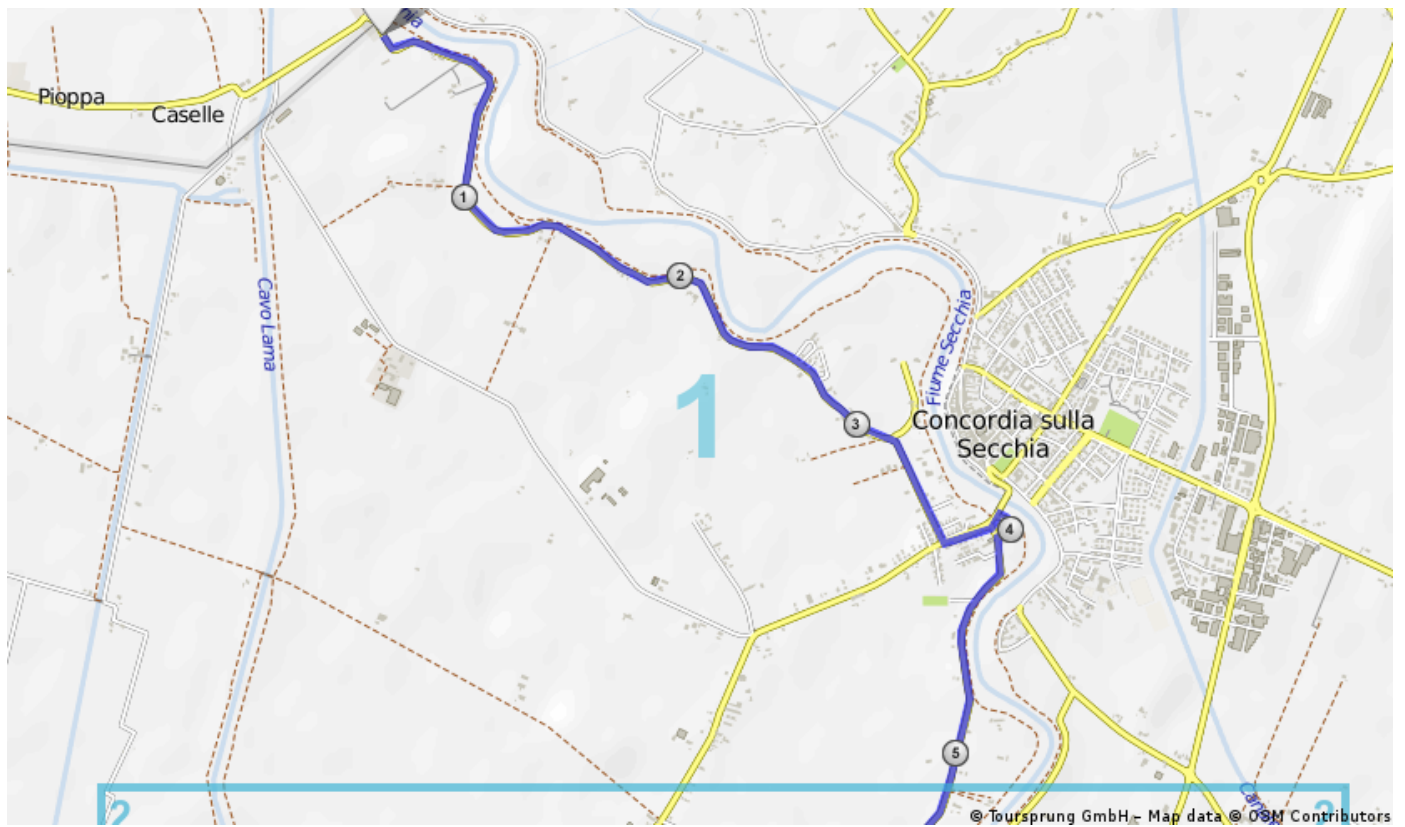 Pioppa
Caselle
1
Cavo Lama
2
1
3
Fiume Secchia
Concordia sulla
Secchia
4
5
2
2
© Toursprung GmbH – Map data © OSM Contributors